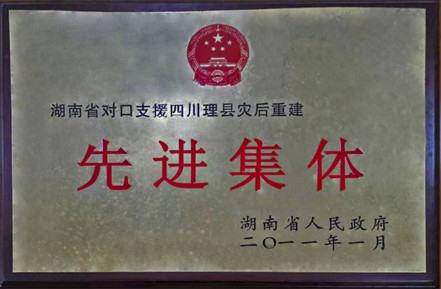 湖南省对口支援四川理县灾后重建
先进集体
湖南省人民政府
二〇一一年一月